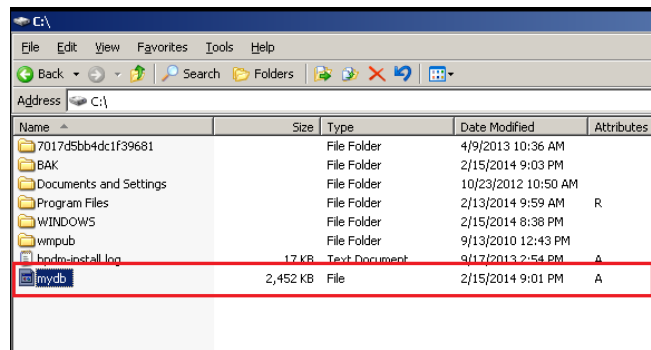 C:\
File Edit View Favorites Tools Help
Back Search Folders
Address C:\
Name Size Type Date Modified Attributes
7017d5bb4dc1f39681 File Folder 4/9/2013 10:36 AM
BAK File Folder 2/15/2014 9:03 PM
Documents and Settings File Folder 10/23/2012 10:50 AM
Program Files File Folder 2/13/2014 9:59 AM R
WINDOWS File Folder 2/15/2014 8:38 PM
wmpub File Folder 9/13/2010 12:43 PM
hpdm-install.log 17 KB Text Document 9/17/2013 2:54 PM A
mydb 2,452 KB File 2/15/2014 9:01 PM A